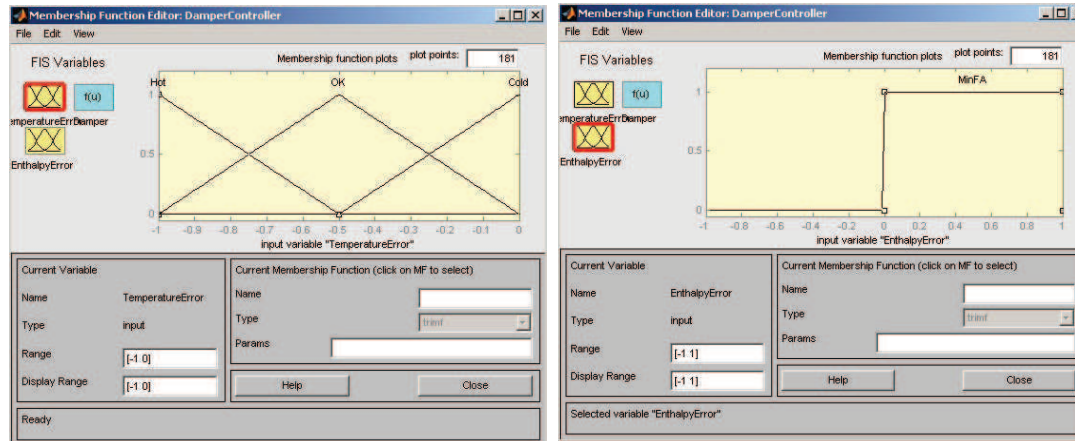 Membership Function Editor: DamperController
File Edit View
FIS Variables
Membership function plots
plot points:
181
f(u)
Damper
EnthalpyError
Hot
OK
Cold
1
0.5
0
-1 -0.9 -0.8 -0.7 -0.6 -0.5 -0.4 -0.3 -0.2 -0.1 0
input variable "TemperatureError"
Current Variable
Name TemperatureError
Type input
Range [-1 0]
Display Range [-1 0]
Current Membership Function (click on MF to select)
Name
Type trimf
Params
Help Close
Ready
Membership Function Editor: DamperController
File Edit View
FIS Variables
Membership function plots
plot points:
181
f(u)
Damper
EnthalpyError
MinFA
1
0.5
0
-1 -0.8 -0.6 -0.4 -0.2 0 0.2 0.4 0.6 0.8 1
input variable "EnthalpyError"
Current Variable
Name EnthalpyError
Type input
Range [-1 1]
Display Range [-1 1]
Current Membership Function (click on MF to select)
Name
Type trimf
Params
Help Close
Selected variable "EnthalpyError"